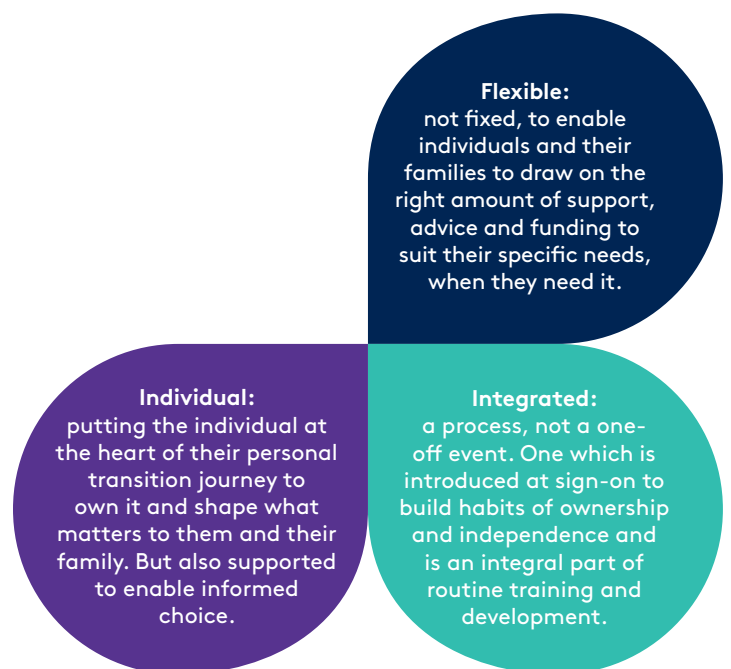 Flexible:
not fixed, to enable
individuals and their
families to draw on the
right amount of support,
advice and funding to
suit their specific needs,
when they need it.
Individual:
putting the individual at
the heart of their personal
transition journey to
own it and shape what
matters to them and their
family. But also supported
to enable informed
choice.
Integrated:
a process, not a one-
off event. One which is
introduced at sign-on to
build habits of ownership
and independence and
is an integral part of
routine training and
development.